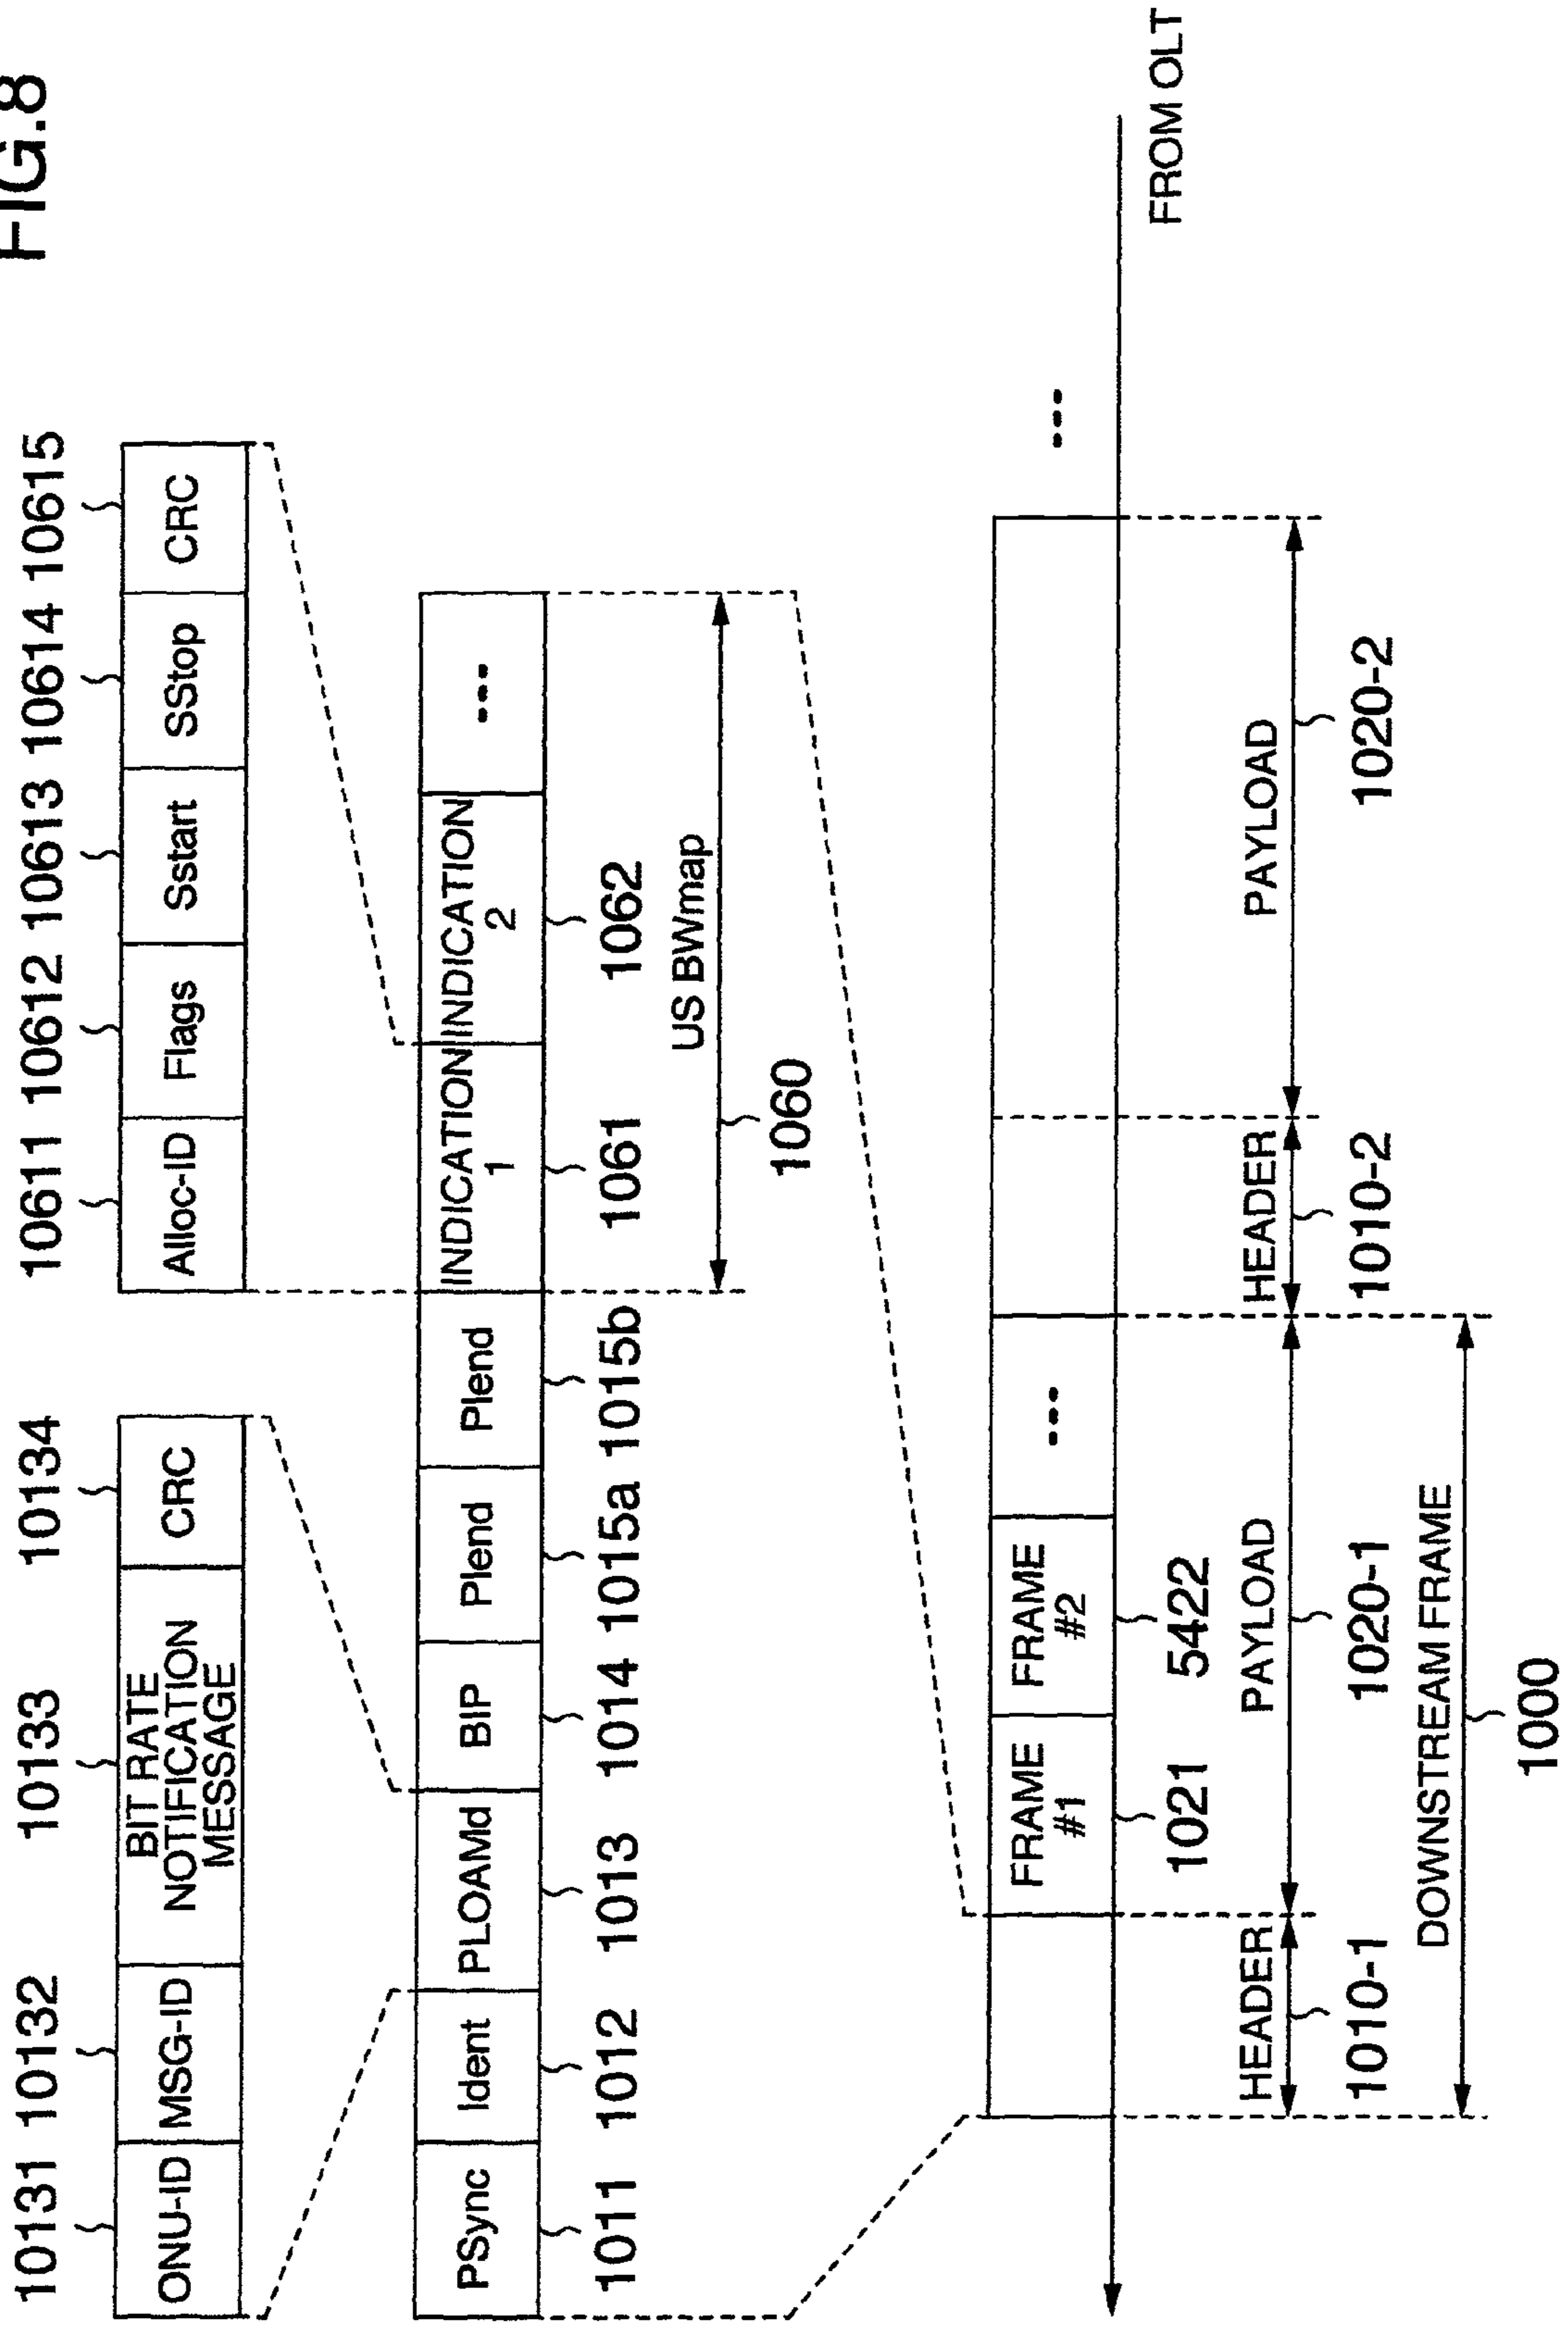 FIG.8
10131 10132 10133 10134
ONU-ID
MSG-ID
BIT RATE
NOTIFICATION
MESSAGE
CRC
10611 10612 10613 10614 10615
Alloc-ID
Flags
Sstart
SStop
CRC
PSync
Ident
PLOAMd
BIP
Plend
Plend
INDICATION
1
INDICATION
2
...
1011 1012 1013 1014 1015a 1015b 1061 1062
US BWmap
1060
FRAME
#1
FRAME
#2
...
...
FROM OLT
1021 5422
HEADER
PAYLOAD
HEADER
PAYLOAD
1010-1 1020-1 1010-2 1020-2
DOWNSTREAM FRAME
1000